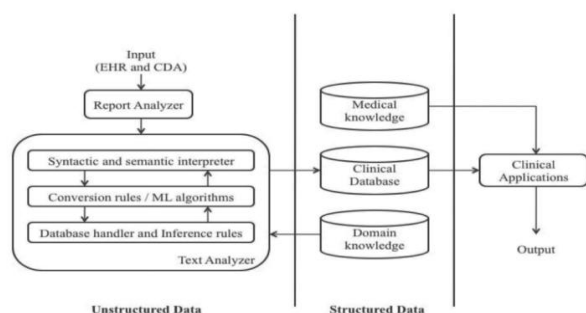 Input
(EHR and CDA)
Report Analyzer
Syntactic and semantic interpreter
Conversion rules / ML algorithms
Database handler and Inference rules
Text Analyzer
Unstructured Data
Medical
knowledge
Clinical
Database
Domain
knowledge
Structured Data
Clinical
Applications
Output